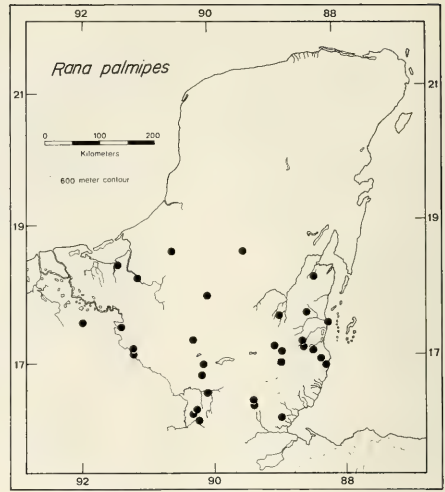 92 90 88
Rana palmipes
21 21
0 100 200
Kilometers
600 meter contour
19 19
17 17
92 90 88